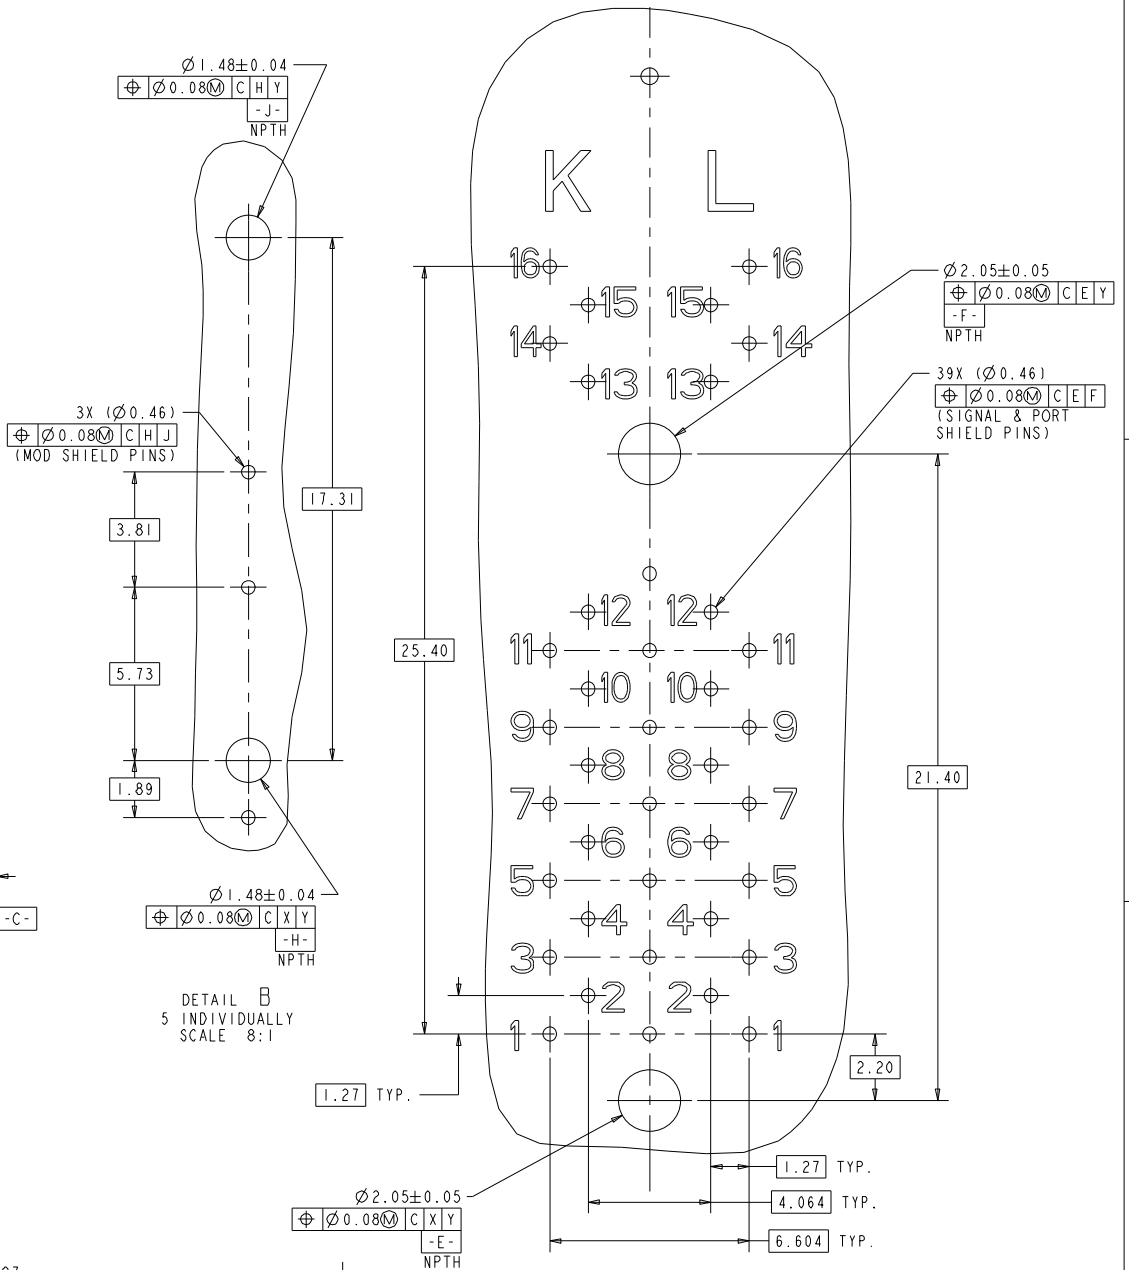 Ø1.48±0.04
Ø0.08Ⓜ C H Y
-J-
NPTH
3X (Ø0.46)
Ø0.08Ⓜ C H J
(MOD SHIELD PINS)
3.81
17.31
5.73
1.89
-C-
Ø1.48±0.04
Ø0.08Ⓜ C X Y
-H-
NPTH
DETAIL B
5 INDIVIDUALLY
SCALE 8:1
K L
16 16
15 15
14 14
13 13
12 12
11 11
10 10
9 9
8 8
7 7
6 6
5 5
4 4
3 3
2 2
1 1
Ø2.05±0.05
Ø0.08Ⓜ C E Y
-F-
NPTH
39X (Ø0.46)
Ø0.08Ⓜ C E F
(SIGNAL & PORT
SHIELD PINS)
25.40
21.40
2.20
1.27 TYP.
1.27 TYP.
4.064 TYP.
6.604 TYP.
Ø2.05±0.05
Ø0.08Ⓜ C X Y
-E-
NPTH